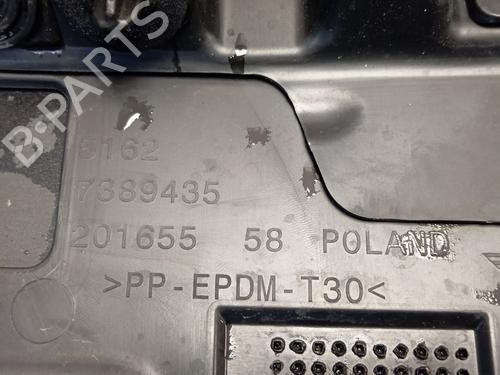 B-PARTS
5162
7389435
201655 58 POLAND
>PP-EPDM-T30<